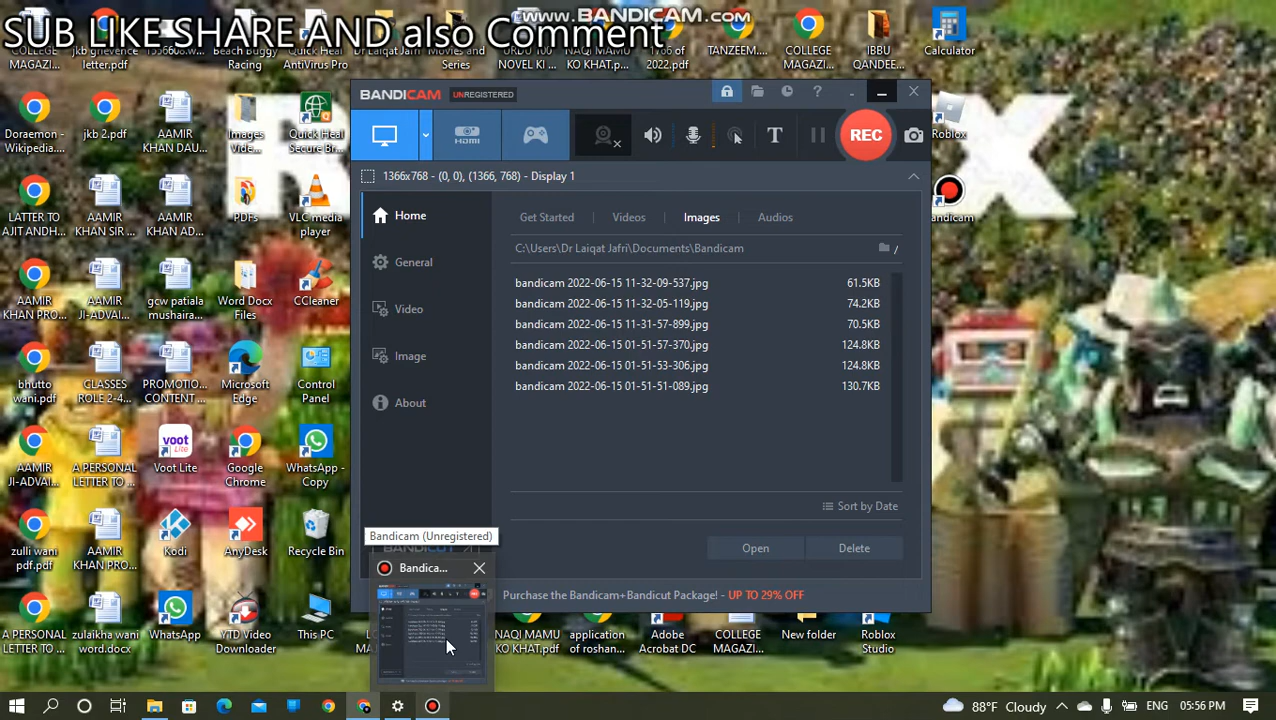 www.BANDICAM.com
SUB LIKE SHARE AND also Comment
COLLEGE MAGAZI...
jkb grievence letter.pdf
Beach Buggy Racing
Quick Heal AntiVirus Pro
Dr Laiqat Jafri
Movies and Series
URDU 100 NOVEL KI ...
NAQI MAMU KO KHAT.p...
1706 of 2022.pdf
TANZEEM...
COLLEGE MAGAZI...
IBBU QANDEE...
Calculator
Doraemon - Wikipedia....
jkb 2.pdf
AAMIR KHAN DAU...
Images Vide...
Quick Heal Secure Br...
Roblox
LATTER TO AJIT ANDH...
AAMIR KHAN SIR ...
AAMIR KHAN AD...
PDFs
VLC media player
Bandicam
AAMIR KHAN PRO...
AAMIR JI-ADVAI...
gcw patiala mushaira...
Word Docx Files
CCleaner
bhutto wani.pdf
CLASSES ROLE 2-4...
PROMOTION CONTENT ...
Microsoft Edge
Control Panel
AAMIR JI-ADVAI...
A PERSONAL LETTER TO ...
Voot Lite
Google Chrome
WhatsApp - Copy
zulli wani pdf.pdf
AAMIR KHAN PRO...
Kodi
AnyDesk
Recycle Bin
A PERSONAL LETTER TO ...
zulaikha wani word.docx
WhatsApp
YTD Video Downloader
This PC
NAQI MAMU KO KHAT.p...
application of roshan...
Adobe Acrobat DC
COLLEGE MAGAZI...
New folder
Roblox Studio
BANDICAM UNREGISTERED
HDMI
REC
1366x768 - (0, 0), (1366, 768) - Display 1
Home
General
Video
Image
About
Get Started Videos Images Audios
C:\Users\Dr Laiqat Jafri\Documents\Bandicam
bandicam 2022-06-15 11-32-09-537.jpg 61.5KB
bandicam 2022-06-15 11-32-05-119.jpg 74.2KB
bandicam 2022-06-15 11-31-57-899.jpg 70.5KB
bandicam 2022-06-15 01-51-57-370.jpg 124.8KB
bandicam 2022-06-15 01-51-53-306.jpg 124.8KB
bandicam 2022-06-15 01-51-51-089.jpg 130.7KB
Sort by Date
Open Delete
Bandicam (Unregistered)
BANDICUT
Bandica...
Purchase the Bandicam+Bandicut Package! - UP TO 29% OFF
88°F Cloudy
ENG 05:56 PM